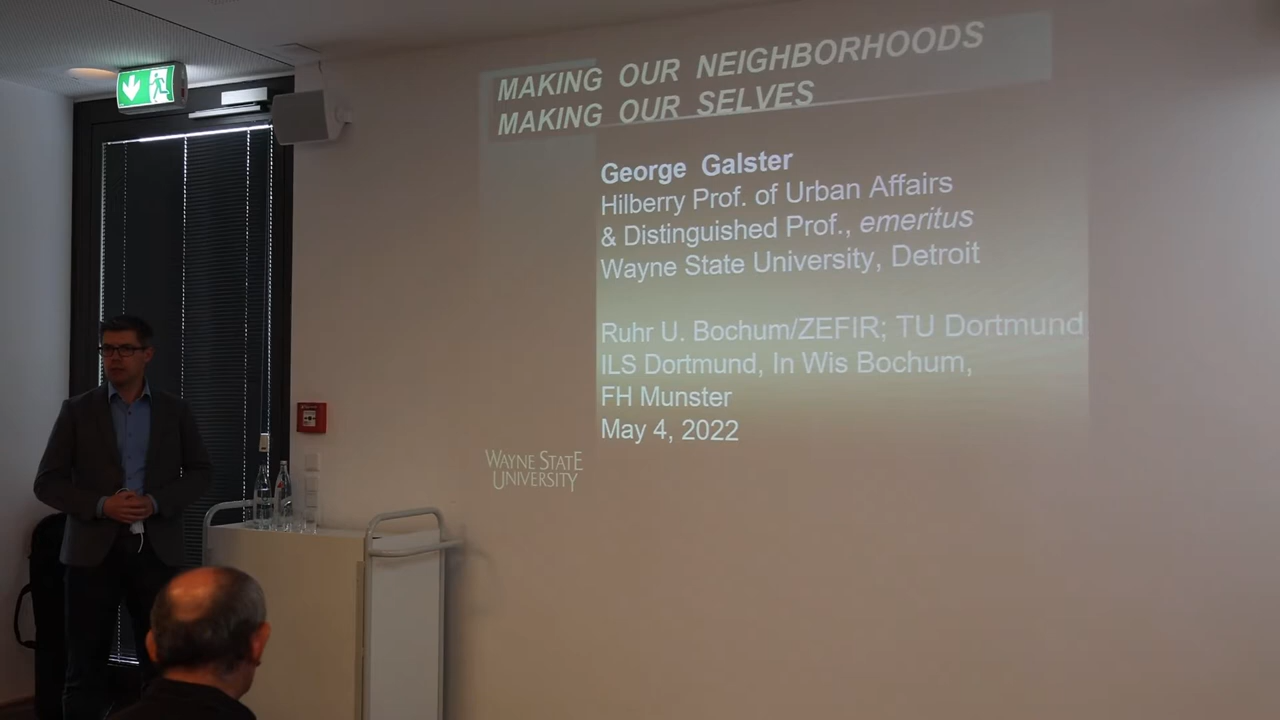 MAKING OUR NEIGHBORHOODS
MAKING OUR SELVES
George Galster
Hilberry Prof. of Urban Affairs
& Distinguished Prof., emeritus
Wayne State University, Detroit
Ruhr U. Bochum/ZEFIR; TU Dortmund
ILS Dortmund, In Wis Bochum,
FH Munster
May 4, 2022
WAYNE STATE
UNIVERSITY